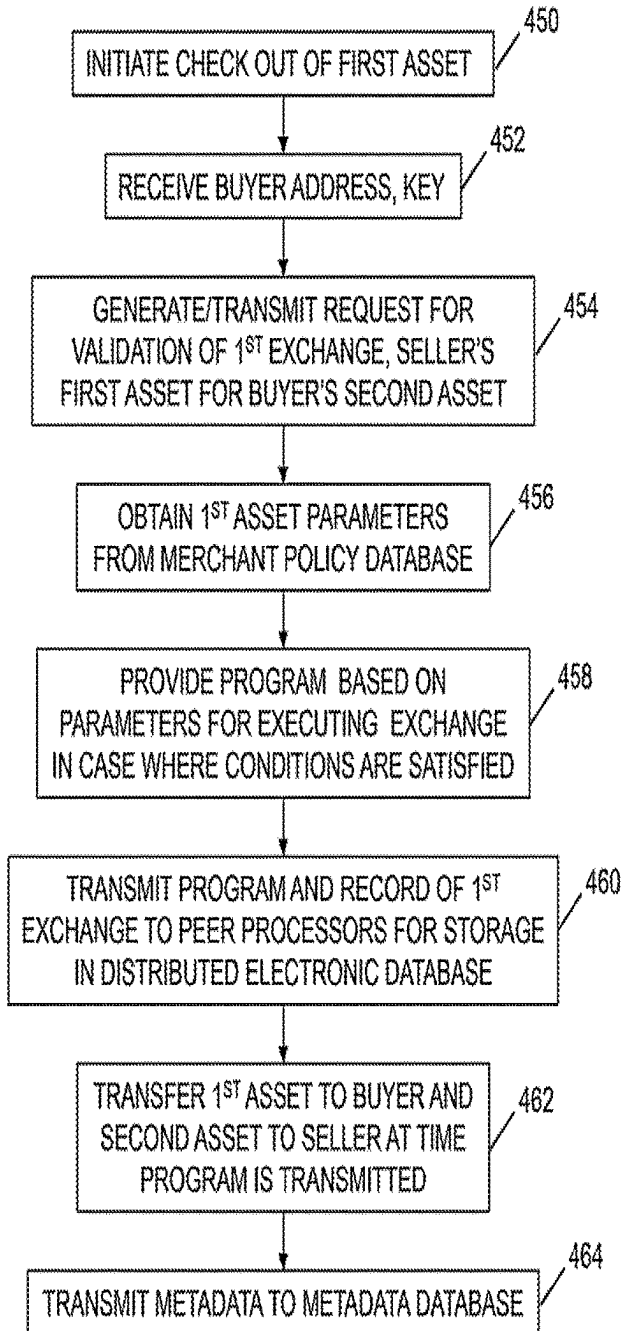 450
INITIATE CHECK OUT OF FIRST ASSET
452
RECEIVE BUYER ADDRESS, KEY
454
GENERATE/TRANSMIT REQUEST FOR
VALIDATION OF 1ST EXCHANGE, SELLER'S
FIRST ASSET FOR BUYER'S SECOND ASSET
456
OBTAIN 1ST ASSET PARAMETERS
FROM MERCHANT POLICY DATABASE
458
PROVIDE PROGRAM BASED ON
PARAMETERS FOR EXECUTING EXCHANGE
IN CASE WHERE CONDITIONS ARE SATISFIED
460
TRANSMIT PROGRAM AND RECORD OF 1ST
EXCHANGE TO PEER PROCESSORS FOR STORAGE
IN DISTRIBUTED ELECTRONIC DATABASE
462
TRANSFER 1ST ASSET TO BUYER AND
SECOND ASSET TO SELLER AT TIME
PROGRAM IS TRANSMITTED
464
TRANSMIT METADATA TO METADATA DATABASE